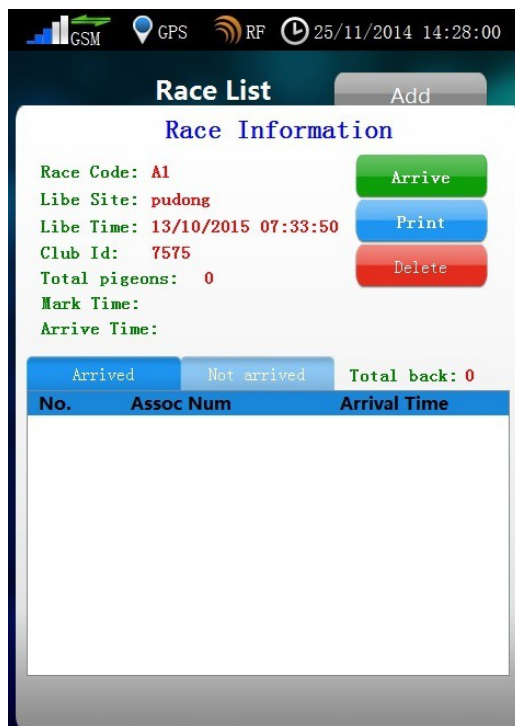 GSM GPS RF 25/11/2014 14:28:00
Race List Add
Race Information
Race Code: A1
Arrive
Libe Site: pudong
Libe Time: 13/10/2015 07:33:50
Print
Club Id: 7575
Total pigeons: 0
Delete
Mark Time:
Arrive Time:
Arrived Not arrived Total back: 0
No. Assoc Num Arrival Time